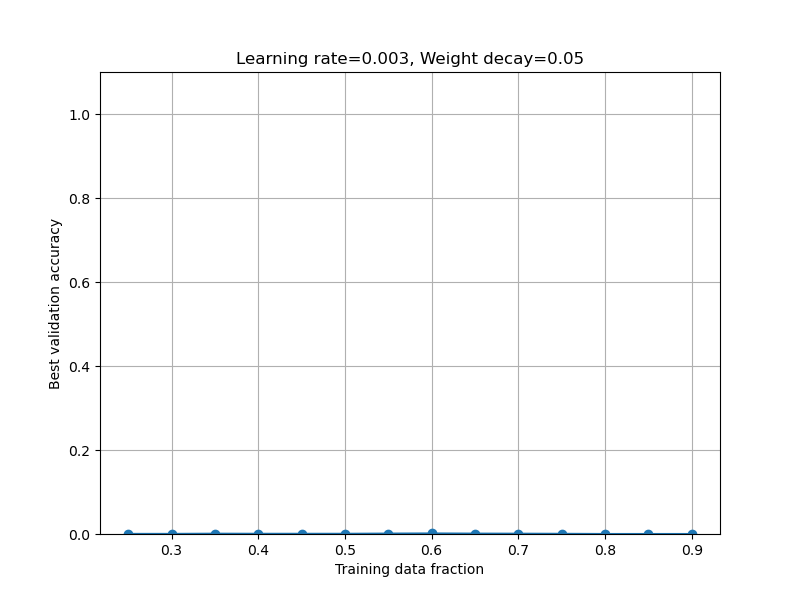 Learning rate=0.003, Weight decay=0.05
Best validation accuracy
1.0
0.8
0.6
0.4
0.2
0.0
0.3 0.4 0.5 0.6 0.7 0.8 0.9
Training data fraction